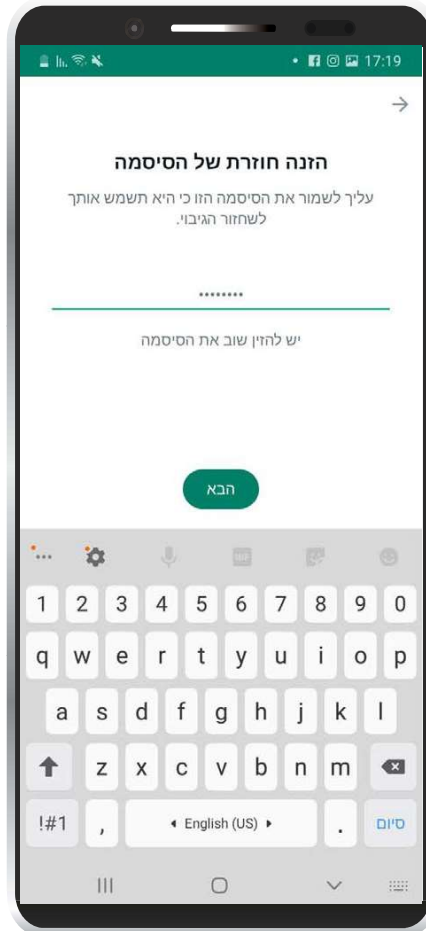 17:19
הזנה חוזרת של הסיסמה
עליך לשמור את הסיסמה הזו כי היא תשמש אותך
לשחזור הגיבוי.
••••••••
יש להזין שוב את הסיסמה
הבא
GIF
1 2 3 4 5 6 7 8 9 0
q w e r t y u i o p
a s d f g h j k l
z x c v b n m
!#1 , English (US) . סיום